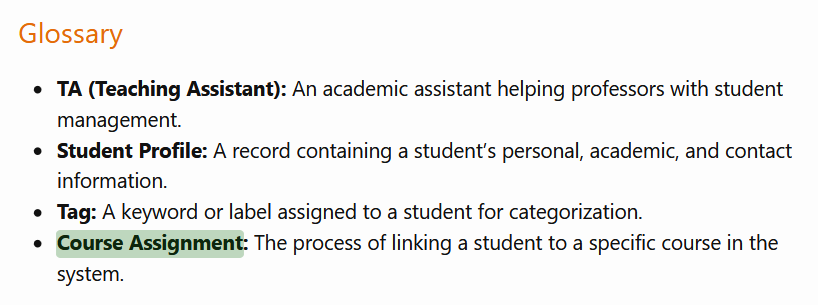 Glossary
TA (Teaching Assistant): An academic assistant helping professors with student
management.
Student Profile: A record containing a student’s personal, academic, and contact
information.
Tag: A keyword or label assigned to a student for categorization.
Course Assignment: The process of linking a student to a specific course in the
system.